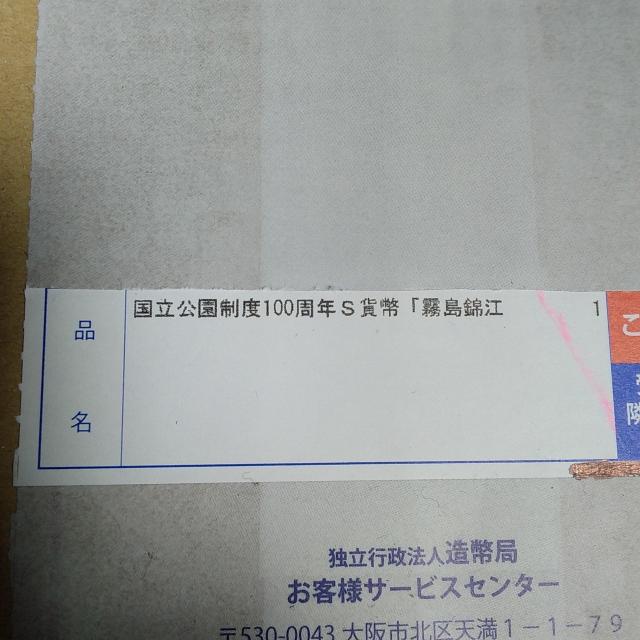 品名
国立公園制度100周年S貨幣「霧島錦江 1
こ
独立行政法人造幣局
お客様サービスセンター
〒530-0043 大阪市北区天満1-1-79